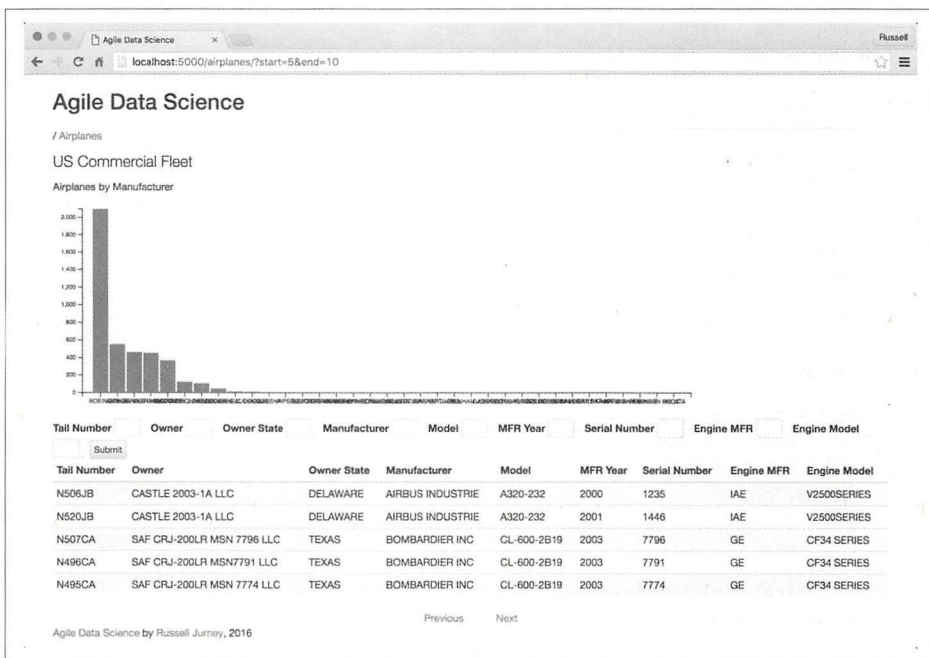 Agile Data Science
Russell
localhost:5000/airplanes/?start=5&end=10
Agile Data Science
/ Airplanes
US Commercial Fleet
Airplanes by Manufacturer
2,000
1,800
1,600
1,400
1,200
1,000
800
600
400
200
0
Tail Number Owner Owner State Manufacturer Model MFR Year Serial Number Engine MFR Engine Model
Submit
Tail Number Owner Owner State Manufacturer Model MFR Year Serial Number Engine MFR Engine Model
N506JB CASTLE 2003-1A LLC DELAWARE AIRBUS INDUSTRIE A320-232 2000 1235 IAE V2500SERIES
N520JB CASTLE 2003-1A LLC DELAWARE AIRBUS INDUSTRIE A320-232 2001 1446 IAE V2500SERIES
N507CA SAF CRJ-200LR MSN 7796 LLC TEXAS BOMBARDIER INC CL-600-2B19 2003 7796 GE CF34 SERIES
N496CA SAF CRJ-200LR MSN7791 LLC TEXAS BOMBARDIER INC CL-600-2B19 2003 7791 GE CF34 SERIES
N495CA SAF CRJ-200LR MSN 7774 LLC TEXAS BOMBARDIER INC CL-600-2B19 2003 7774 GE CF34 SERIES
Previous Next
Agile Data Science by Russell Jurney, 2016